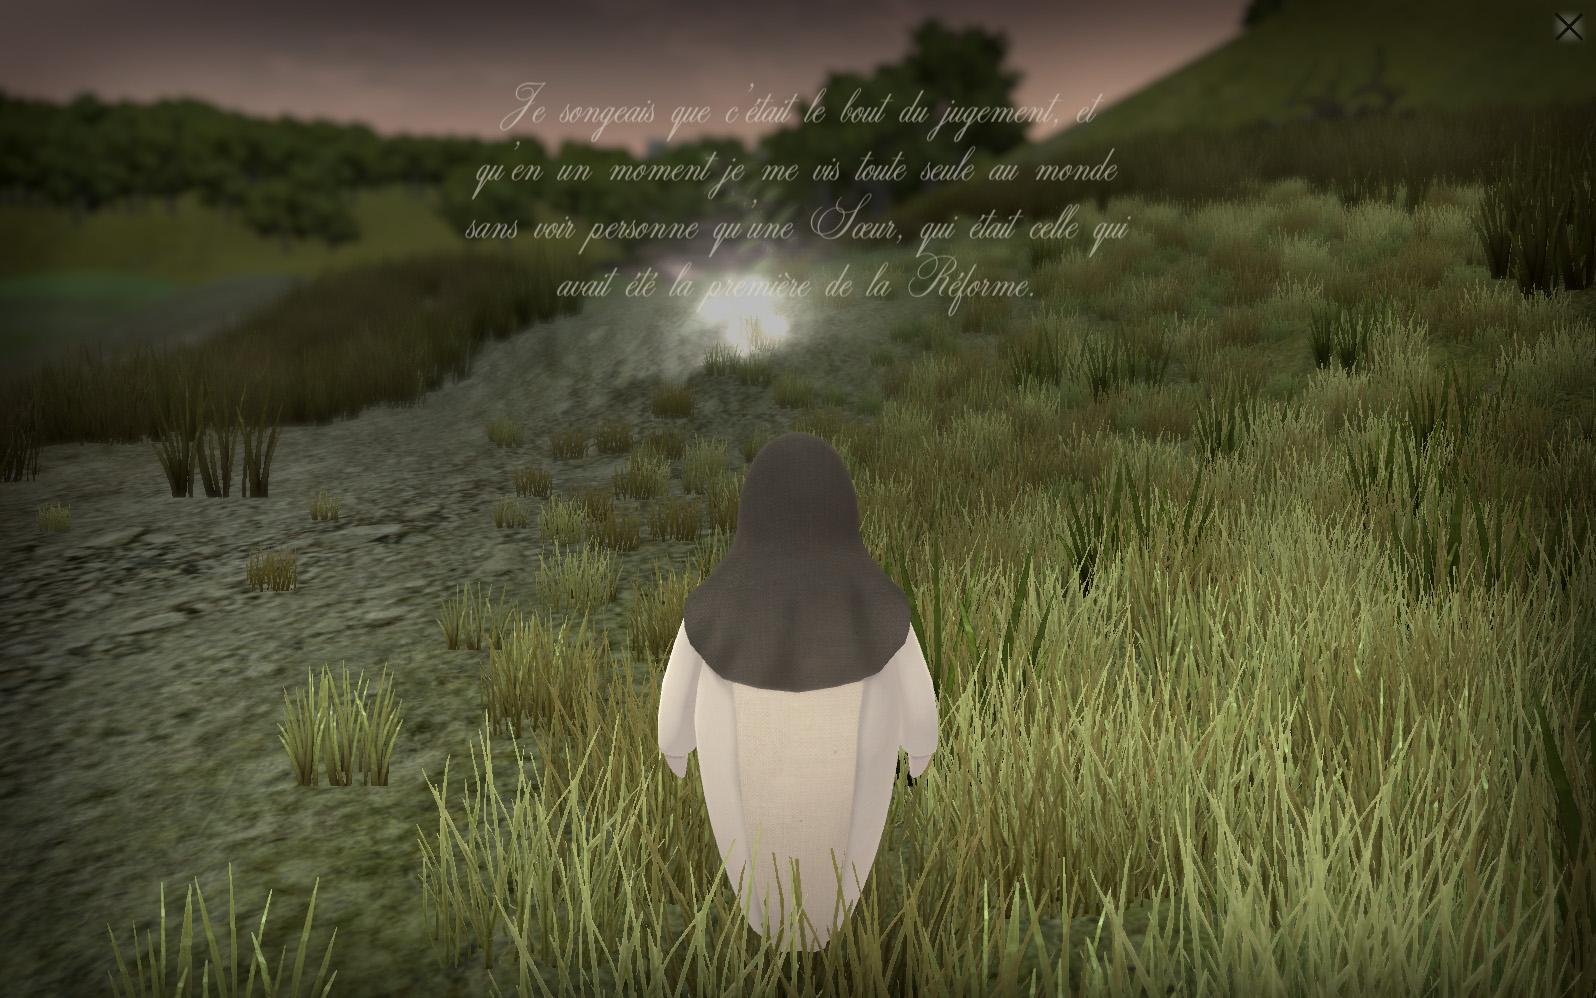 Je songeais que c'était le bout du jugement, et
qu'en un moment je me vis toute seule au monde
sans voir personne qu'une Sœur, qui était celle qui
avait été la première de la Réforme.